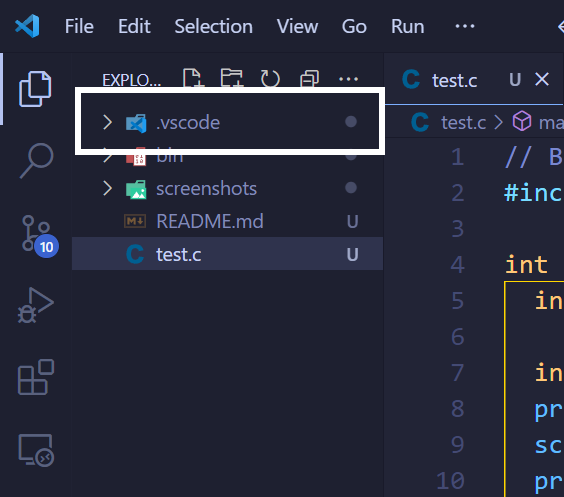 File Edit Selection View Go Run ...
EXPLO...
test.c U
.vscode
test.c > ma
bin
screenshots
README.md U
test.c U
10
1 // B
2 #inc
3
4 int
5 in
6
7 in
8 pr
9 sc
10 pr